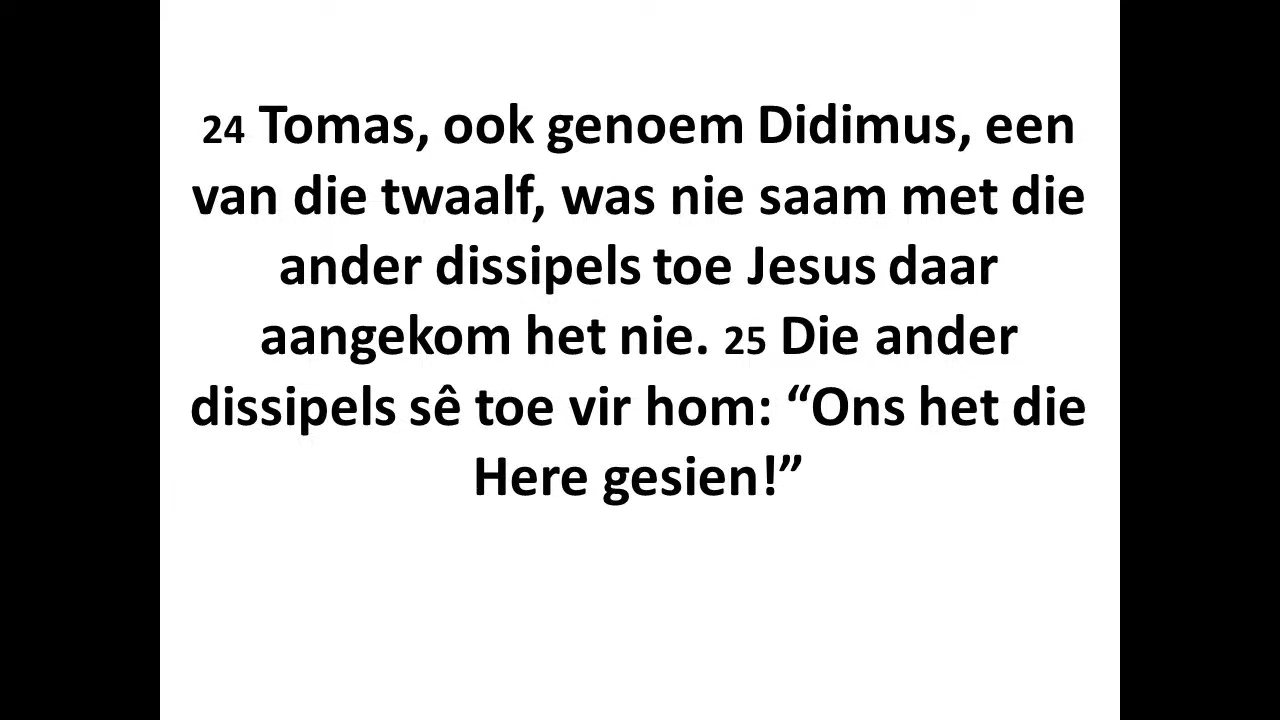 24 Tomas, ook genoem Didimus, een
van die twaalf, was nie saam met die
ander dissipels toe Jesus daar
aangekom het nie. 25 Die ander
dissipels sê toe vir hom: “Ons het die
Here gesien!”